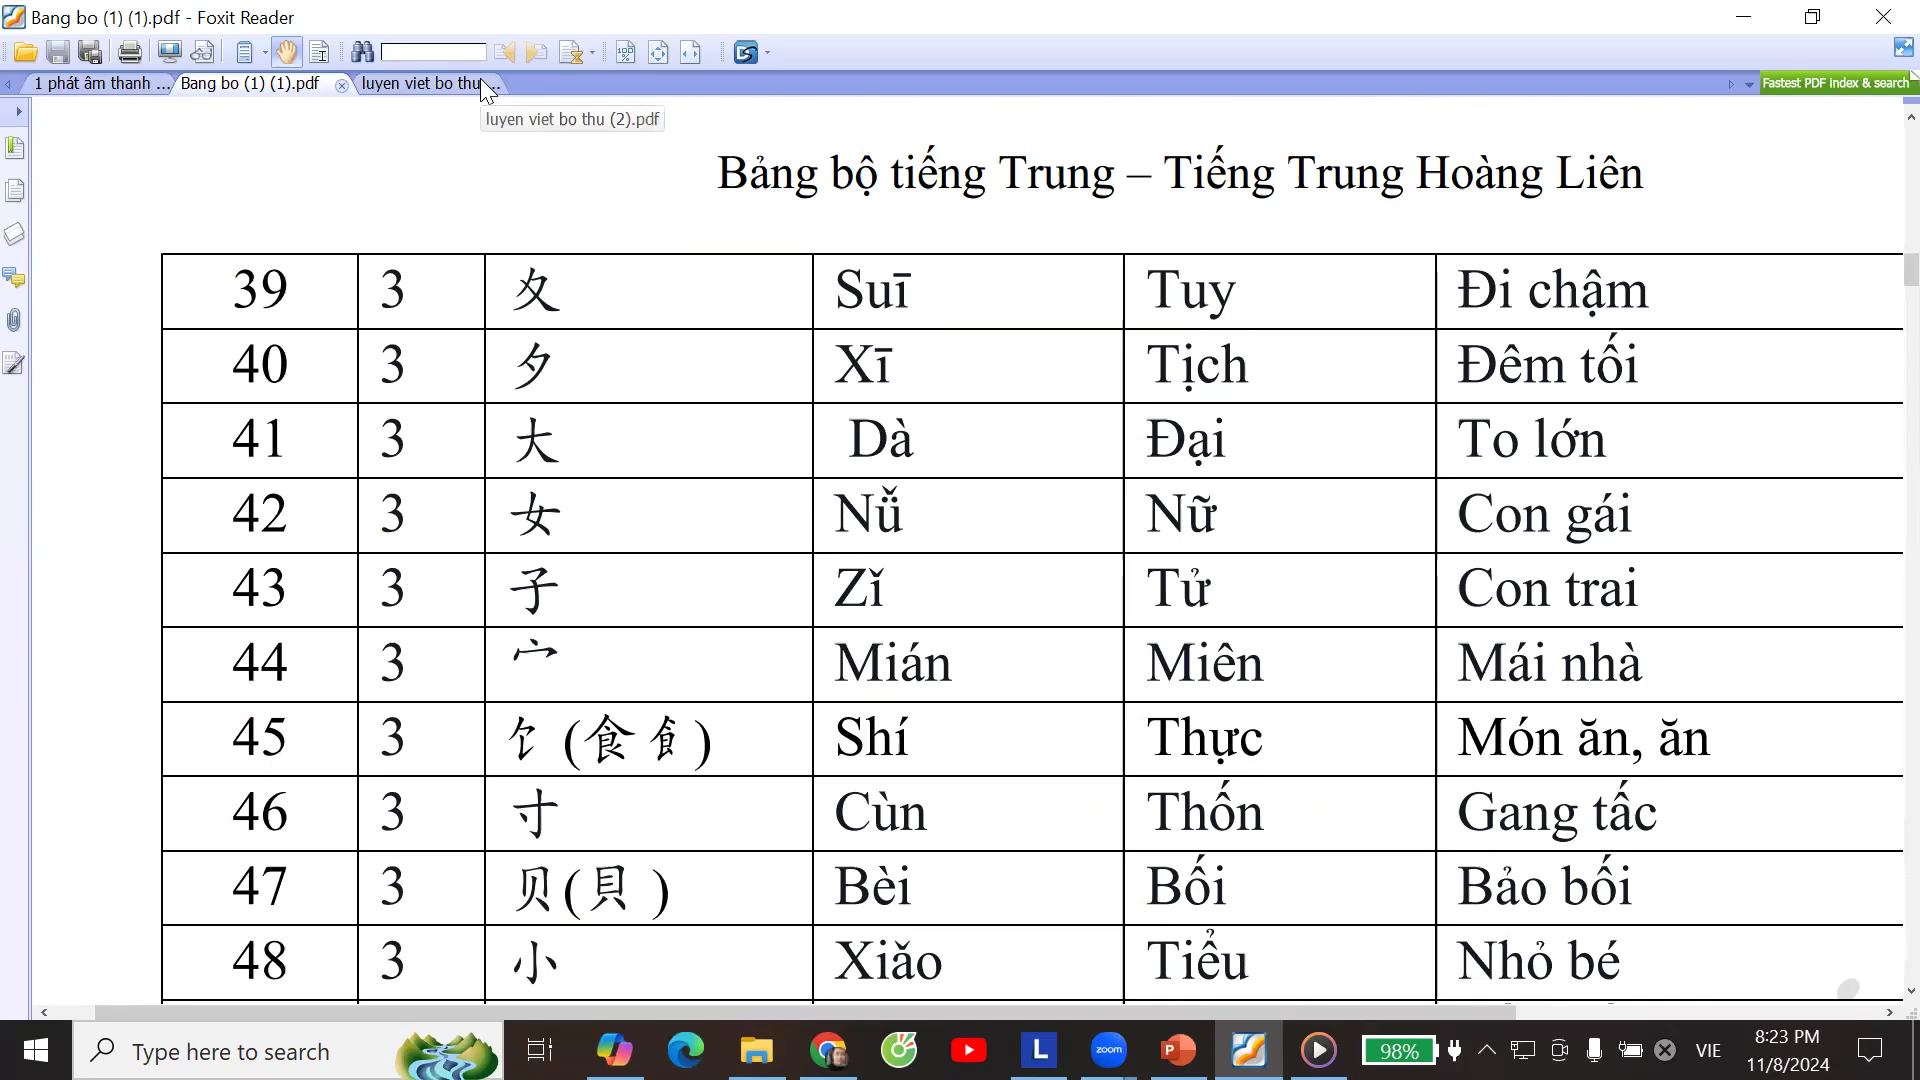 Bang bo (1) (1).pdf - Foxit Reader
1 phát âm thanh ... Bang bo (1) (1).pdf luyen viet bo thu ... Fastest PDF index & search
luyen viet bo thu (2).pdf
Bảng bộ tiếng Trung – Tiếng Trung Hoàng Liên
39 3 夊 Suī Tuy Đi chậm
40 3 夕 Xī Tịch Đêm tối
41 3 大 Dà Đại To lớn
42 3 女 Nǚ Nữ Con gái
43 3 子 Zǐ Tử Con trai
44 3 宀 Mián Miên Mái nhà
45 3 饣(食 飠) Shí Thực Món ăn, ăn
46 3 寸 Cùn Thốn Gang tấc
47 3 贝(貝 ) Bèi Bối Bảo bối
48 3 小 Xiǎo Tiểu Nhỏ bé
Type here to search L zoom P 98% VIE 8:23 PM
11/8/2024